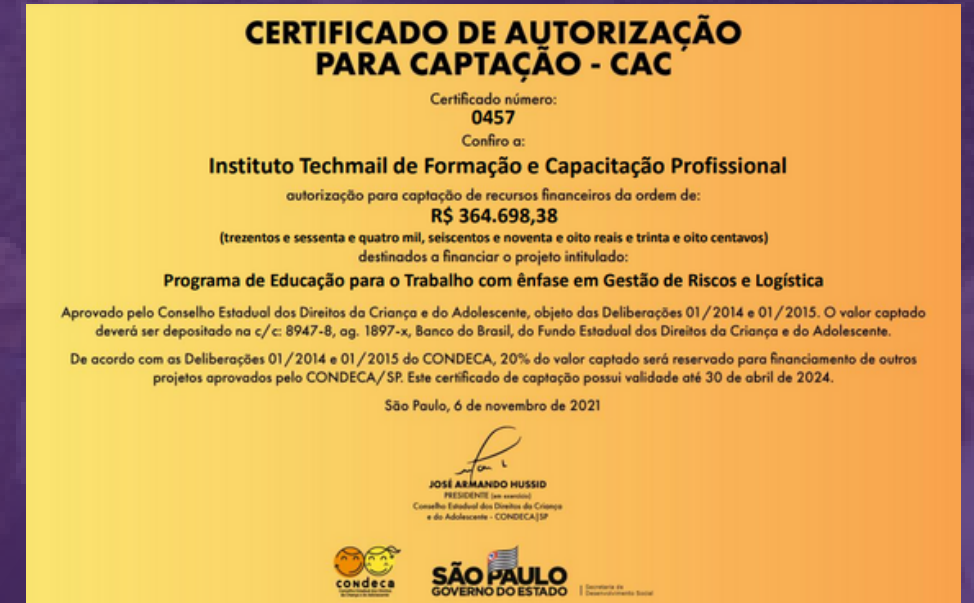 CERTIFICADO DE AUTORIZAÇÃO
PARA CAPTAÇÃO - CAC
Certificado número:
0457
Confiro a:
Instituto Techmail de Formação e Capacitação Profissional
autorização para captação de recursos financeiros da ordem de:
R$ 364.698,38
(trezentos e sessenta e quatro mil, seiscentos e noventa e oito reais e trinta e oito centavos)
destinados a financiar o projeto intitulado:
Programa de Educação para o Trabalho com ênfase em Gestão de Riscos e Logística
Aprovado pelo Conselho Estadual dos Direitos da Criança e do Adolescente, objeto das Deliberações 01/2014 e 01/2015. O valor captado
deverá ser depositado na c/c: 8947-8, ag. 1897-x, Banco do Brasil, do Fundo Estadual dos Direitos da Criança e do Adolescente.
De acordo com as Deliberações 01/2014 e 01/2015 do CONDECA, 20% do valor captado será reservado para financiamento de outros
projetos aprovados pelo CONDECA/SP. Este certificado de captação possui validade até 30 de abril de 2024.
São Paulo, 6 de novembro de 2021
JOSÉ ARMANDO HUSSID
PRESIDENTE (em exercício)
Conselho Estadual dos Direitos da Criança
e do Adolescente - CONDECA|SP
condeca
SÃO PAULO
GOVERNO DO ESTADO
Secretaria de
Desenvolvimento Social